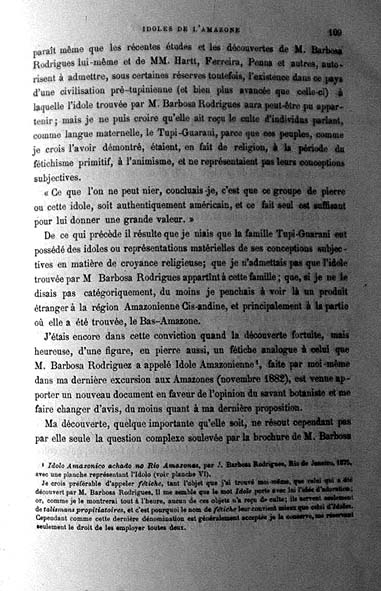 IDOLES DE L'AMAZONE 109
paraît même que les récentes études et les découvertes de M. Barbosa
Rodrigues lui-même et de MM. Hartt, Ferreira, Penna et autres, auto-
risent à admettre, sous certaines réserves toutefois, l'existence dans ce pays
d'une civilisation pré-tupinienne (et bien plus avancée que celle-ci) à
laquelle l'idole trouvée par M. Barbosa Rodrigues aura peut-être pu appar-
tenir; mais je ne puis croire qu'elle ait reçu le culte d'individus parlant,
comme langue maternelle, le Tupi-Guarani, parce que ces peuples, comme
je crois l'avoir démontré, étaient, en fait de religion, à la période du
fétichisme primitif, à l'animisme, et ne représentaient pas leurs conceptions
subjectives.
« Ce que l'on ne peut nier, concluais-je, c'est que ce groupe de pierre
ou cette idole, soit authentiquement américain, et ce fait seul est suffisant
pour lui donner une grande valeur. »
De ce qui précède il résulte que je niais que la famille Tupi-Guarani eut
possédé des idoles ou représentations matérielles de ses conceptions subjec-
tives en matière de croyance religieuse; que je n'admettais pas que l'idole
trouvée par M Barbosa Rodrigues appartînt à cette famille; que, si je ne le
disais pas catégoriquement, du moins je penchais à voir là un produit
étranger à la région Amazonienne Cis-andine, et principalement à la partie
où elle a été trouvée, le Bas-Amazone.
J'étais encore dans cette conviction quand la découverte fortuite, mais
heureuse, d'une figure, en pierre aussi, un fétiche analogue à celui que
M. Barbosa Rodriguez a appelé Idole Amazonienne¹, faite par moi-même
dans ma dernière excursion aux Amazones (novembre 1882), est venue ap-
porter un nouveau document en faveur de l'opinion du savant botaniste et me
faire changer d'avis, du moins quant à ma dernière proposition.
Ma découverte, quelque importante qu'elle soit, ne résout cependant pas
par elle seule la question complexe soulevée par la brochure de M. Barbosa
¹ Idolo Amazonico achado no Rio Amazonas, par J. Barbosa Rodrigues, Rio de Janeiro, 1875,
avec une planche représentant l'idole (voir planche VI).
Je crois préférable d'appeler fétiche, tant l'objet que j'ai trouvé moi-même, que celui qui a été
découvert par M. Barbosa Rodrigues. Il me semble que le mot Idole porte avec lui l'idée d'adoration;
or, comme je le montrerai tout à l'heure, aucun de ces objets n'a reçu de culte; ils servent seulement
de talismans propitiatoires, et c'est pourquoi le nom de fétiche leur convient mieux que celui d'Idoles.
Cependant comme cette dernière dénomination est généralement acceptée je la conserve, me réservant
seulement le droit de les employer toutes deux.